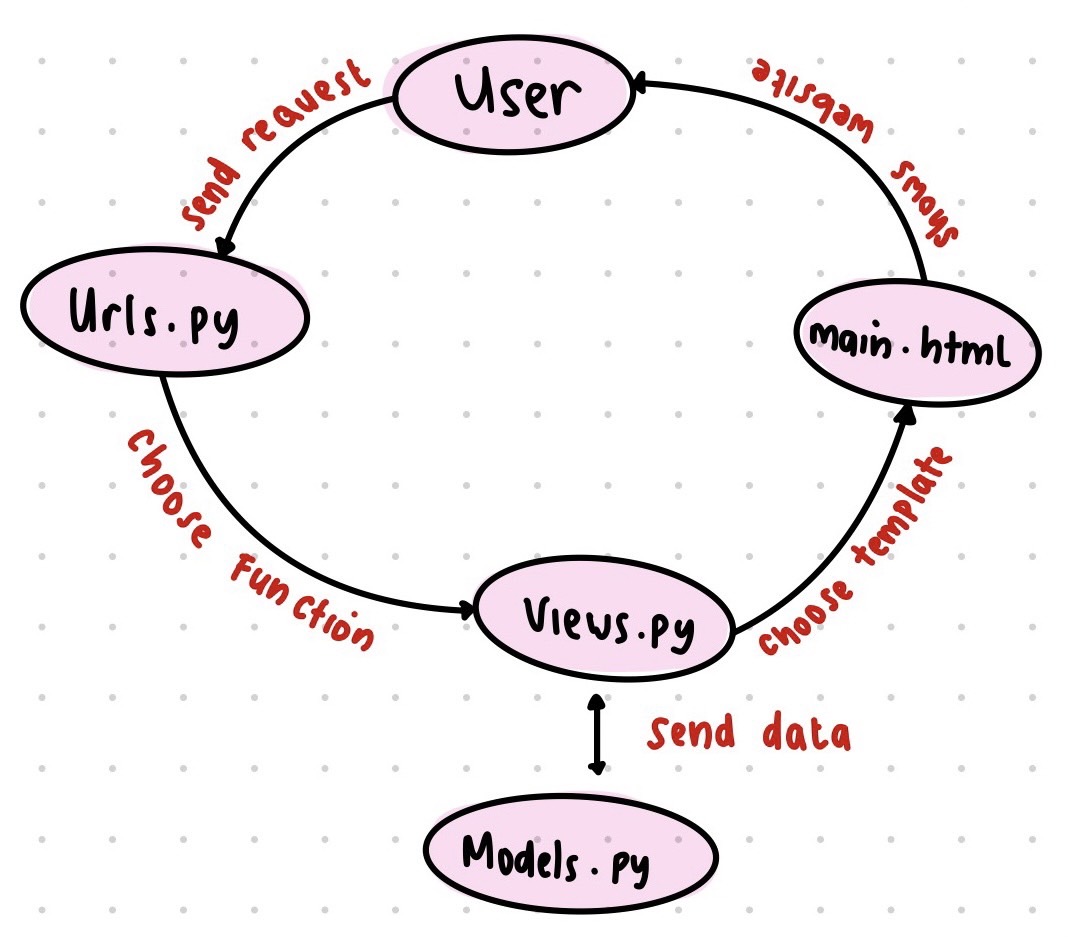 User
send request
Urls.py
Choose Function
Views.py
send data
Models.py
choose template
main.html
shows website